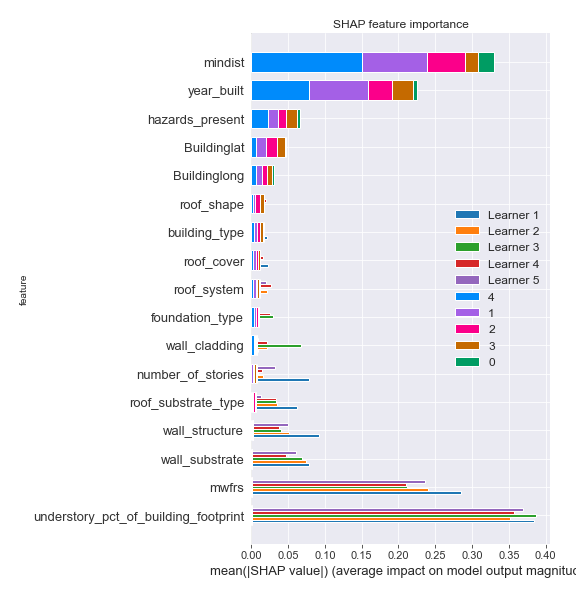 SHAP feature importance
mindist
year_built
hazards_present
Buildinglat
Buildinglong
roof_shape
building_type
roof_cover
roof_system
foundation_type
wall_cladding
number_of_stories
roof_substrate_type
wall_structure
wall_substrate
mwfrs
understory_pct_of_building_footprint
feature
Learner 1
Learner 2
Learner 3
Learner 4
Learner 5
4
1
2
3
0
0.00 0.05 0.10 0.15 0.20 0.25 0.30 0.35 0.40
mean(|SHAP value|) (average impact on model output magnitud